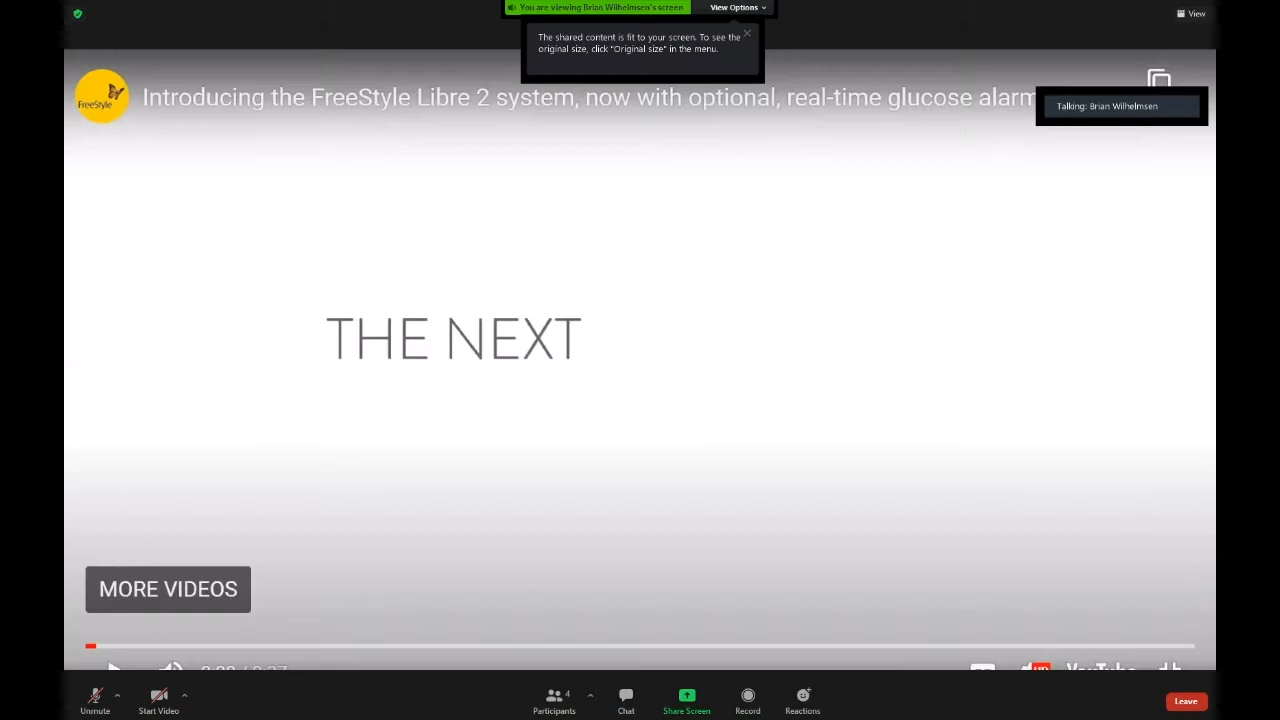 You are viewing Brian Wilhelmsen's screen
View Options
View
The shared content is fit to your screen. To see the
original size, click "Original size" in the menu.
FreeStyle
Introducing the FreeStyle Libre 2 system, now with optional, real-time glucose alarm
Talking: Brian Wilhelmsen
THE NEXT
MORE VIDEOS
HD
YouTube
Unmute
Start Video
4
Participants
Chat
Share Screen
Record
Reactions
Leave